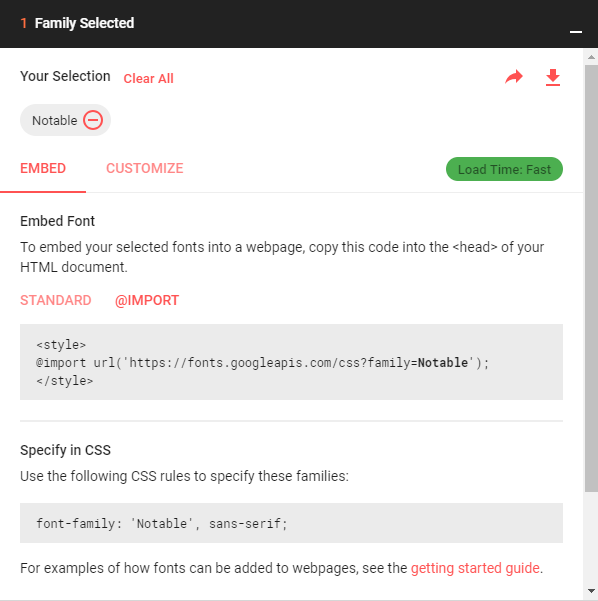 1 Family Selected
Your Selection Clear All
Notable
EMBED CUSTOMIZE Load Time: Fast
Embed Font
To embed your selected fonts into a webpage, copy this code into the <head> of your
HTML document.
STANDARD @IMPORT
<style>
@import url('https://fonts.googleapis.com/css?family=Notable');
</style>
Specify in CSS
Use the following CSS rules to specify these families:
font-family: 'Notable', sans-serif;
For examples of how fonts can be added to webpages, see the getting started guide.